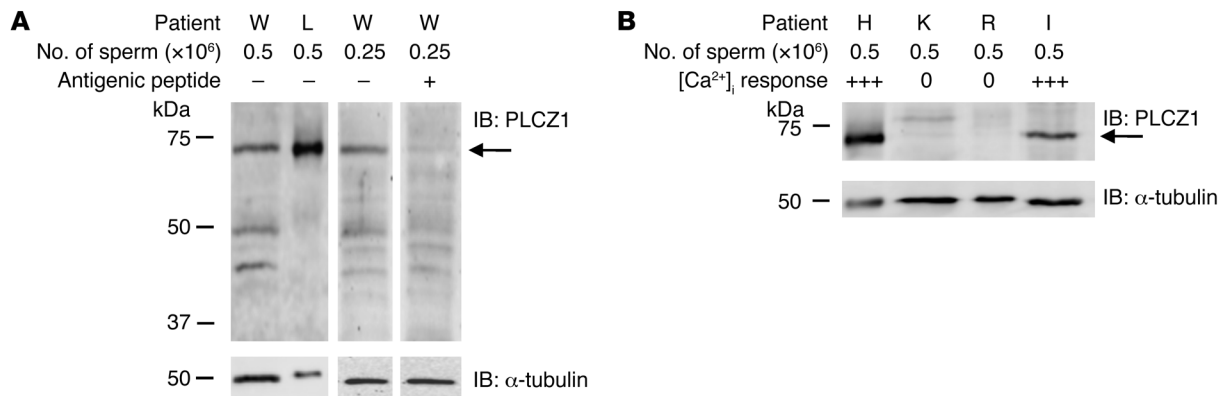 A
Patient W L W W
No. of sperm (×10⁶) 0.5 0.5 0.25 0.25
Antigenic peptide – – – +
kDa
IB: PLCZ1
75
50
37
50 IB: α-tubulin
B
Patient H K R I
No. of sperm (×10⁶) 0.5 0.5 0.5 0.5
[Ca²⁺]ᵢ response +++ 0 0 +++
kDa
IB: PLCZ1
75
50 IB: α-tubulin